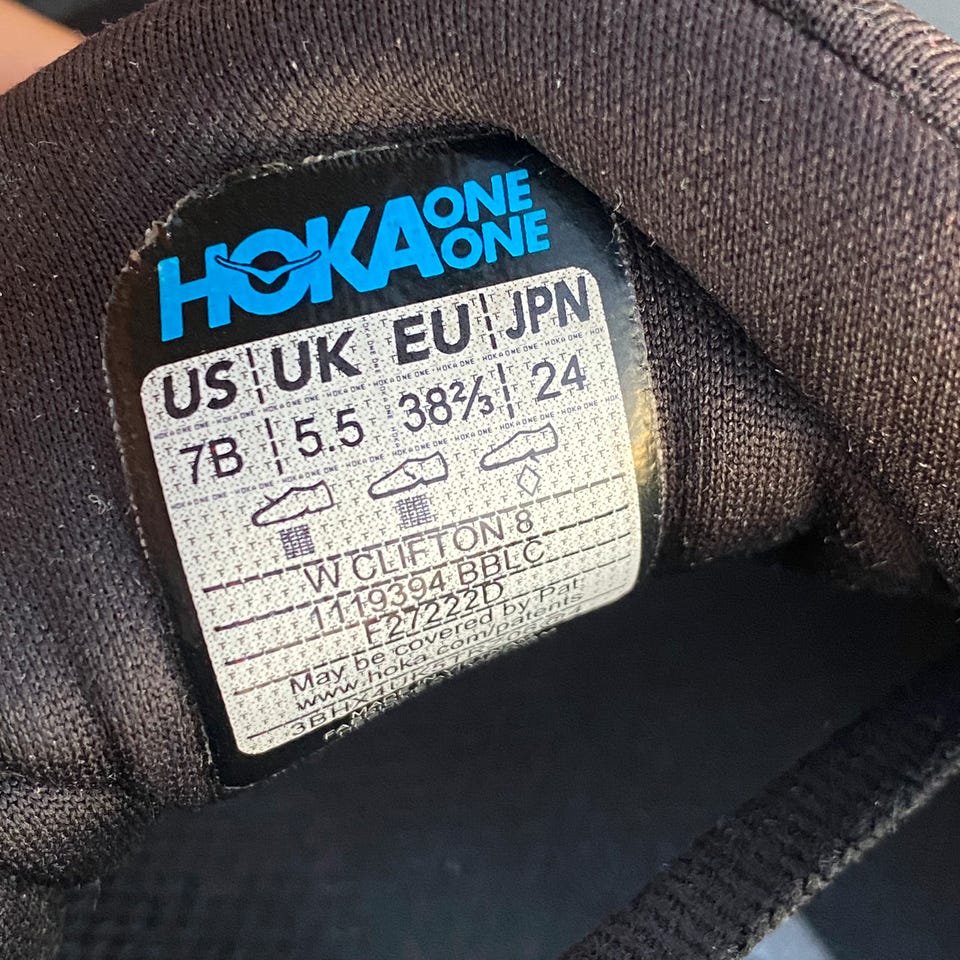 HOKA ONE ONE
US UK EU JPN
7B 5.5 38⅔ 24
W CLIFTON 8
1119394 BBLC
F27222D
May be covered by Pat.
www.hoka.com/patents